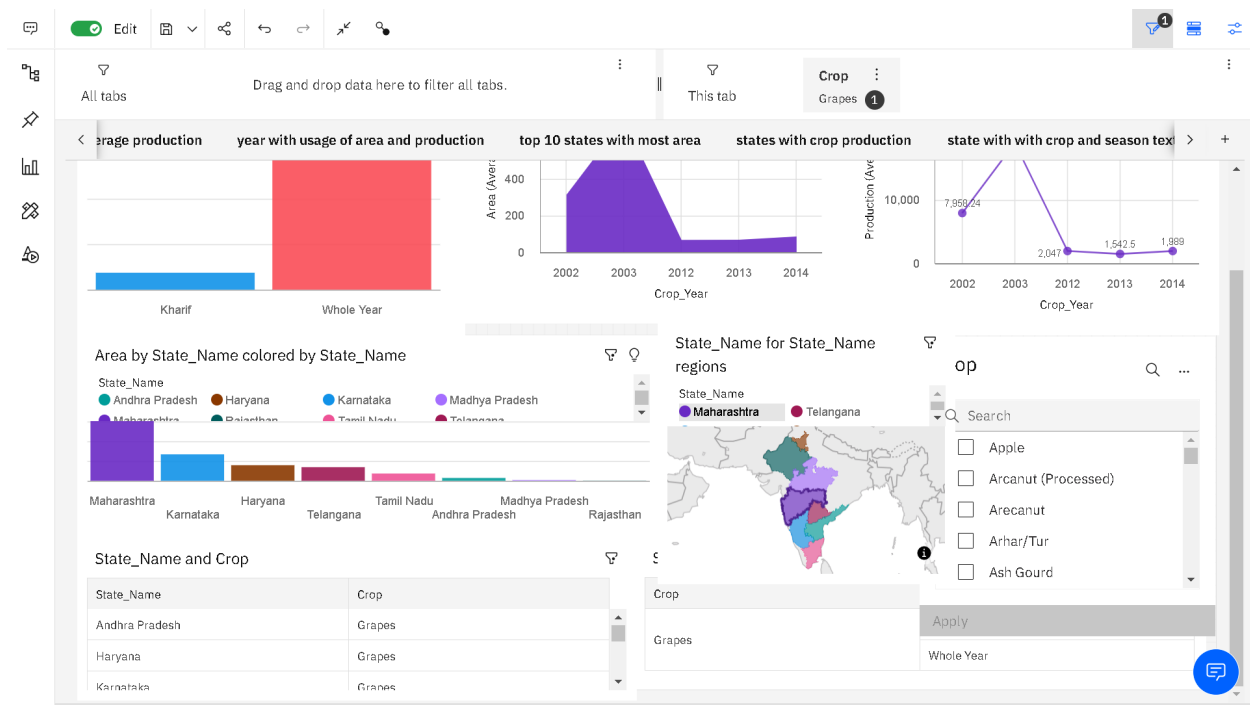 Edit
1
All tabs
Drag and drop data here to filter all tabs.
This tab
Crop
Grapes 1
erage production
year with usage of area and production
top 10 states with most area
states with crop production
state with with crop and season text
Kharif
Whole Year
Area (Avera
400
200
0
2002
2003
2012
2013
2014
Crop_Year
Production (Ave
10,000
0
7,958.24
2,047
1,542.5
1,989
2002
2003
2012
2013
2014
Crop_Year
Area by State_Name colored by State_Name
State_Name
Andhra Pradesh
Haryana
Karnataka
Madhya Pradesh
Maharashtra
Rajasthan
Tamil Nadu
Telangana
Maharashtra
Karnataka
Haryana
Telangana
Tamil Nadu
Andhra Pradesh
Madhya Pradesh
Rajasthan
State_Name for State_Name
regions
State_Name
Maharashtra
Telangana
op
Search
Apple
Arcanut (Processed)
Arecanut
Arhar/Tur
Ash Gourd
Apply
State_Name and Crop
State_Name
Crop
Andhra Pradesh
Grapes
Haryana
Grapes
Karnataka
Grapes
Crop
Grapes
Whole Year